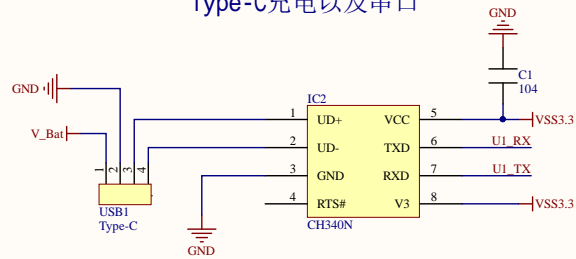 Type-C充电以及串口
GND
C1
104
GND
IC2
1
UD+
VCC
5
VSS3.3
V_Bat
2
UD-
TXD
6
U1_RX
3
GND
RXD
7
U1_TX
1
2
3
4
4
RTS#
V3
8
VSS3.3
USB1
Type-C
CH340N
GND